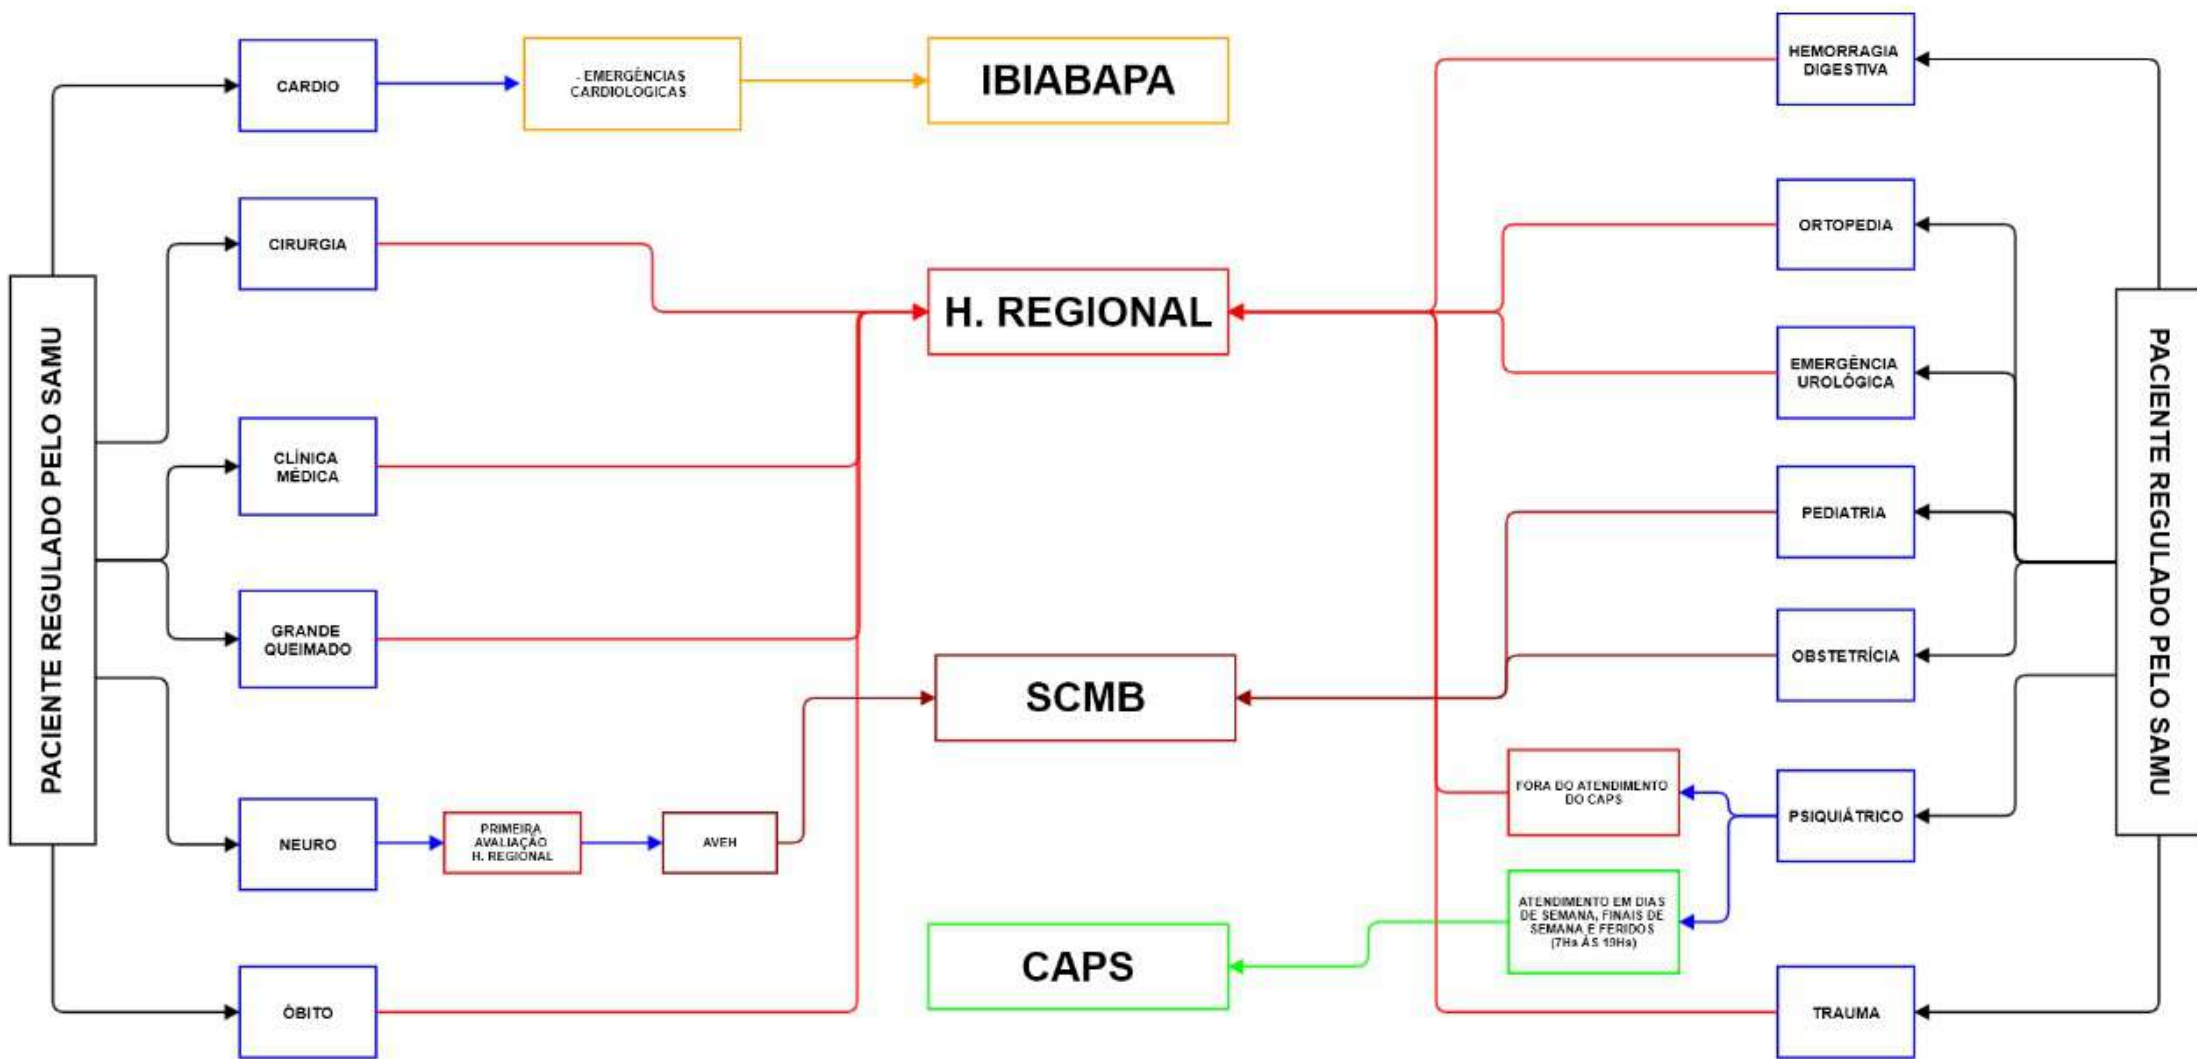 PACIENTE REGULADO PELO SAMU
CARDIO
- EMERGÊNCIAS
CARDIOLOGICAS
IBIABAPA
CIRURGIA
CLÍNICA
MÉDICA
GRANDE
QUEIMADO
NEURO
PRIMEIRA
AVALIAÇÃO
H. REGIONAL
AVEH
ÓBITO
H. REGIONAL
SCMB
CAPS
HEMORRAGIA
DIGESTIVA
ORTOPEDIA
EMERGÊNCIA
UROLÓGICA
PEDIATRIA
OBSTETRÍCIA
FORA DO ATENDIMENTO
DO CAPS
PSIQUIÁTRICO
ATENDIMENTO EM DIAS
DE SEMANA, FINAIS DE
SEMANA E FERIDOS
(7Hs ÀS 19Hs)
TRAUMA
PACIENTE REGULADO PELO SAMU